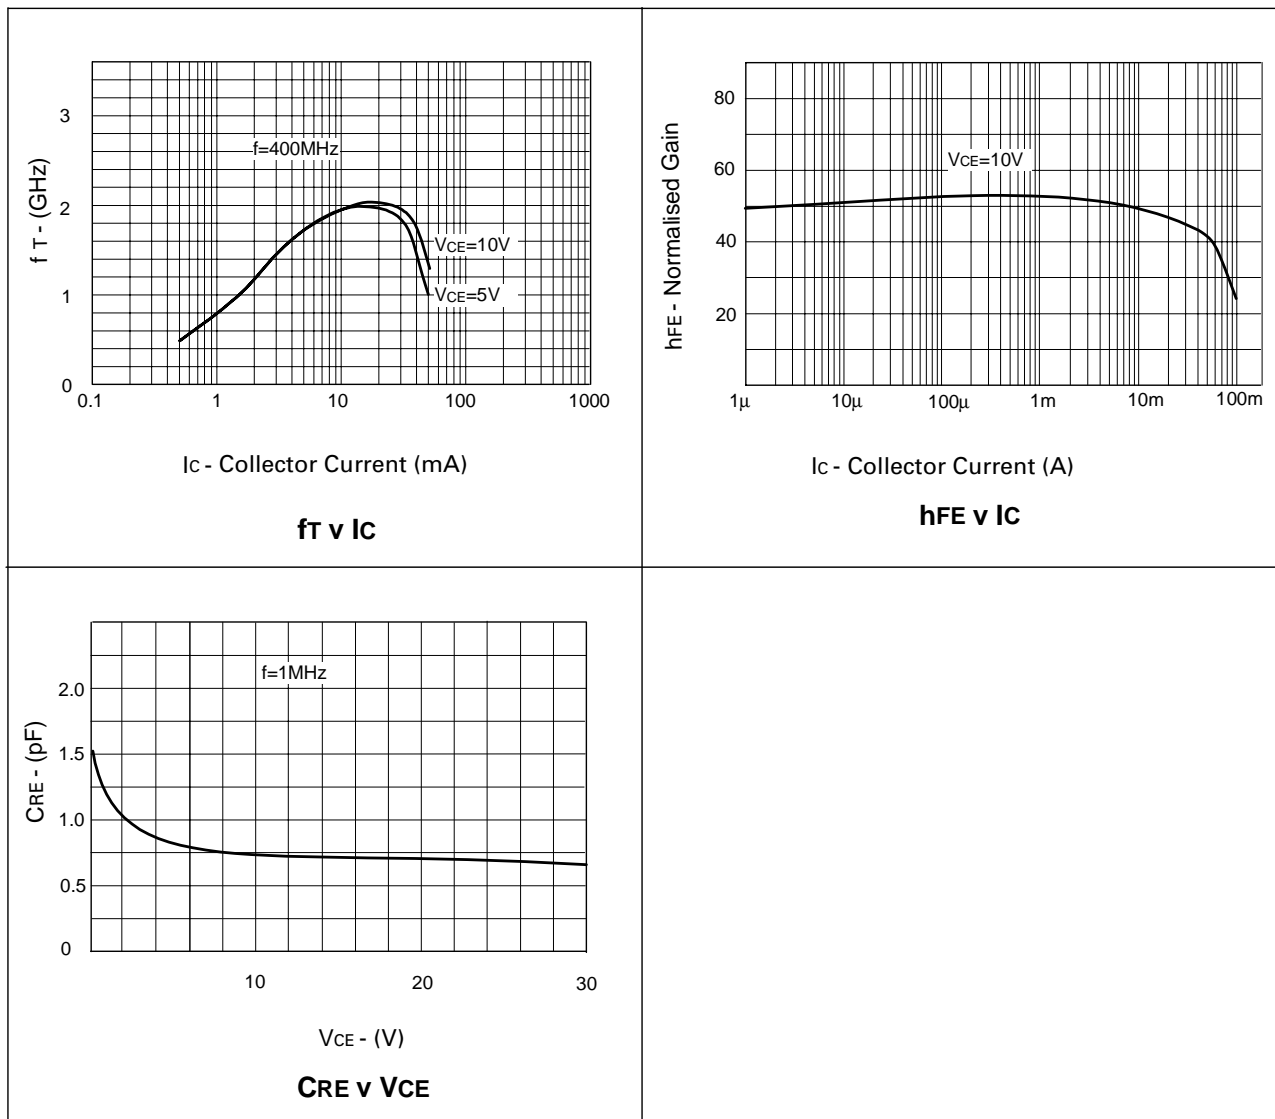 3
2
1
0
f T - (GHz)
f=400MHz
VCE=10V
VCE=5V
0.1 1 10 100 1000
IC - Collector Current (mA)
fT v IC
80
60
40
20
hFE - Normalised Gain
VCE=10V
1µ 10µ 100µ 1m 10m 100m
IC - Collector Current (A)
hFE v IC
2.0
1.5
1.0
0.5
0
CRE - (pF)
f=1MHz
10 20 30
VCE - (V)
CRE v VCE